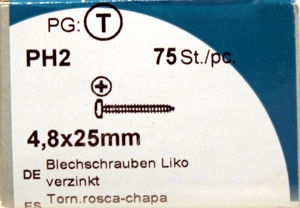 PG: T
PH2 75 St./pc.
4,8x25mm
DE Blechschrauben Liko
verzinkt
ES Torn.rosca-chapa